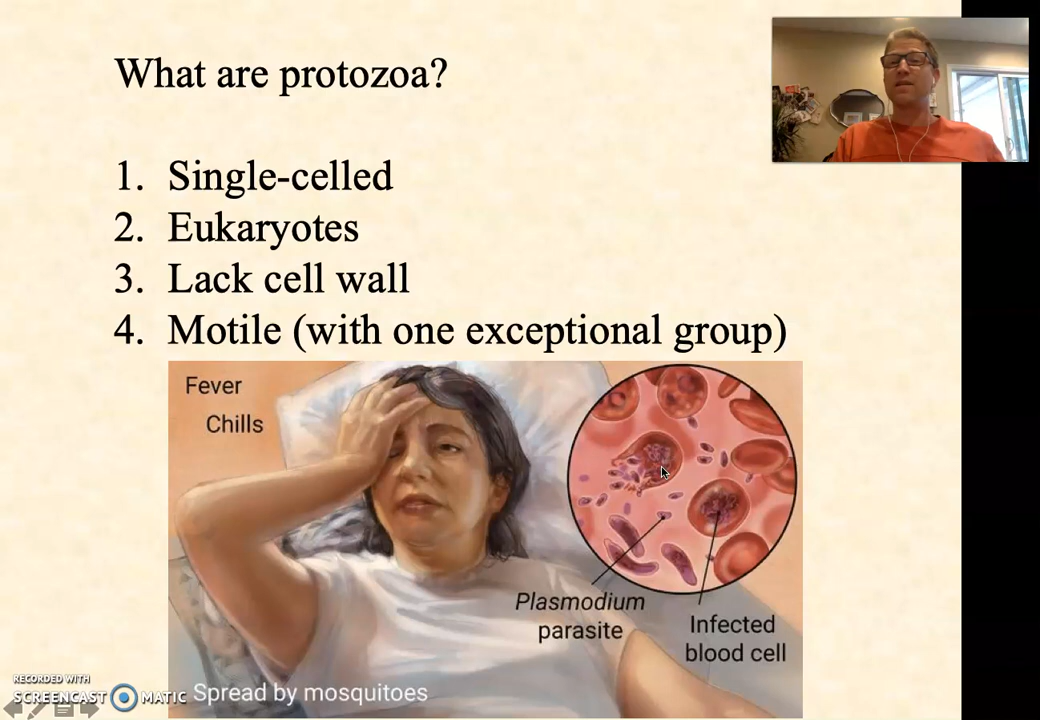 What are protozoa?
1. Single-celled
2. Eukaryotes
3. Lack cell wall
4. Motile (with one exceptional group)
Fever
Chills
Plasmodium
parasite
Infected
blood cell
Spread by mosquitoes
RECORDED WITH
SCREENCAST MATIC